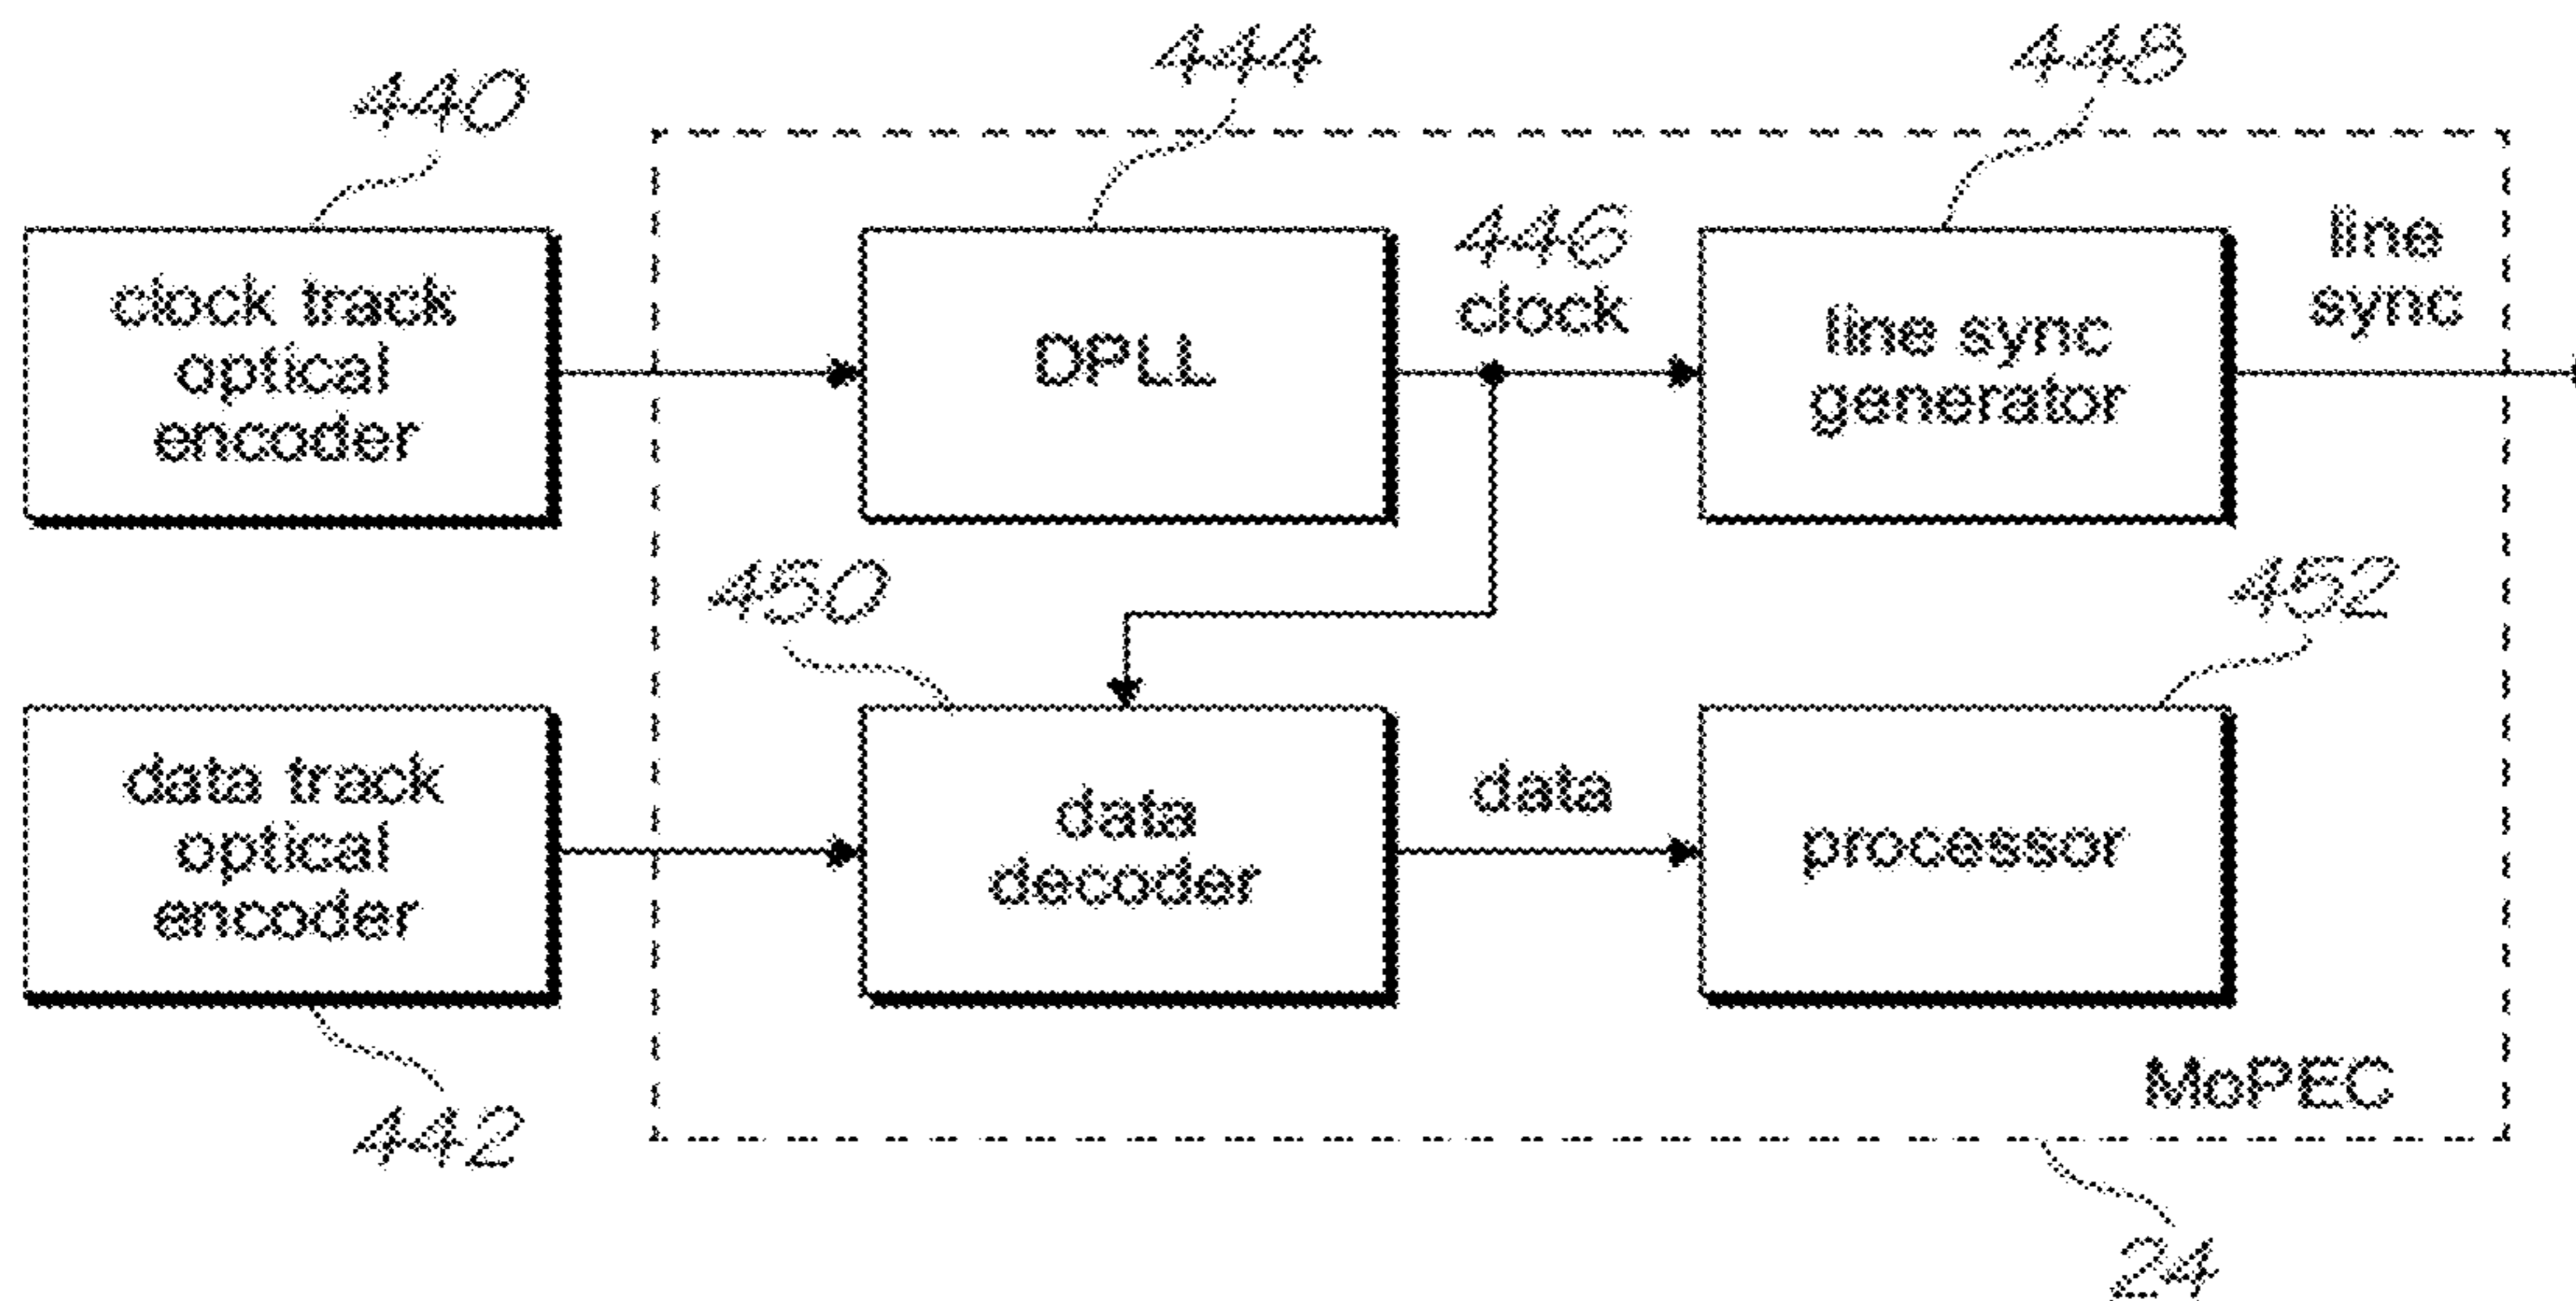 444
448
440
446
clock
line
sync
clock track
optical
encoder
DPLL
line sync
generator
450
452
data track
optical
encoder
data
decoder
data
processor
MoPEC
442
24